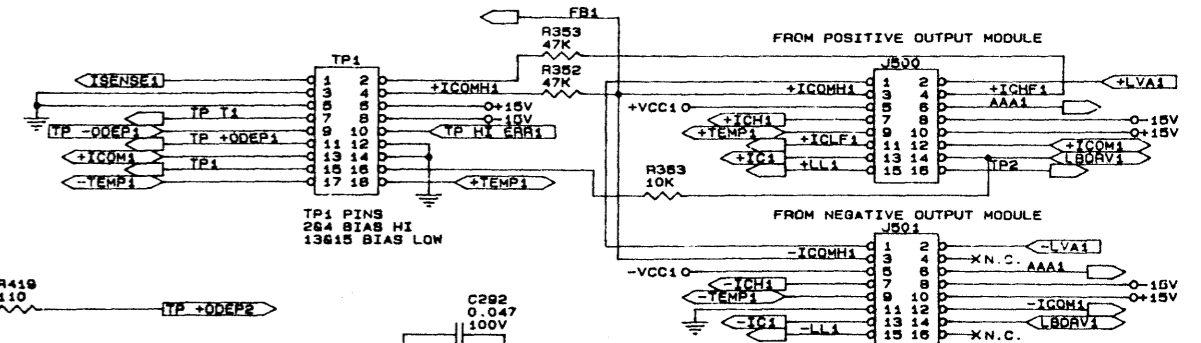 FB1
R353
47K
R352
47K
TP1
ISENSE1
1 2
3 4
5 6
7 8
9 10
11 12
13 14
15 16
17 18
+ICOMH1
+15V
-15V
TP T1
TP -ODEP1
TP HI ERR1
TP +ODEP1
+ICOM1
TP1
-TEMP1
+TEMP1
TP1 PINS
2&4 BIAS HI
13&15 BIAS LOW
R363
10K
FROM POSITIVE OUTPUT MODULE
J500
1 2
3 4
5 6
7 8
9 10
11 12
13 14
15 16
+LVA1
+ICOMH1
+ICHF1
+VCC1
AAA1
+ICH1
-15V
+TEMP1
+15V
+ICLF1
+ICOM1
+IC1
LBDRV1
+LL1
TP2
FROM NEGATIVE OUTPUT MODULE
J501
1 2
3 4
5 6
7 8
9 10
11 12
13 14
15 16
-LVA1
-ICOMH1
N.C.
-VCC1
AAA1
-ICH1
-15V
-TEMP1
+15V
-ICOM1
-IC1
LBDRV1
-LL1
N.C.
R419
110
TP +ODEP2
C292
0.047
100V